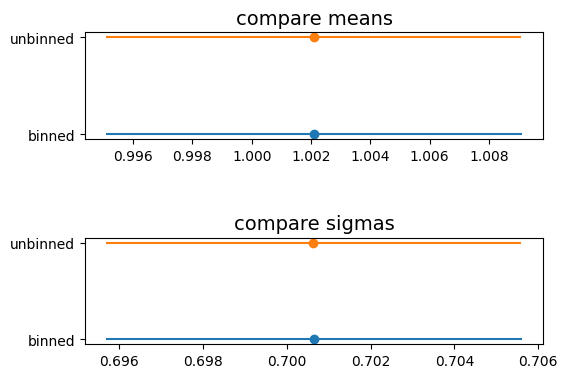 compare means
unbinned
binned
0.996 0.998 1.000 1.002 1.004 1.006 1.008
compare sigmas
unbinned
binned
0.696 0.698 0.700 0.702 0.704 0.706